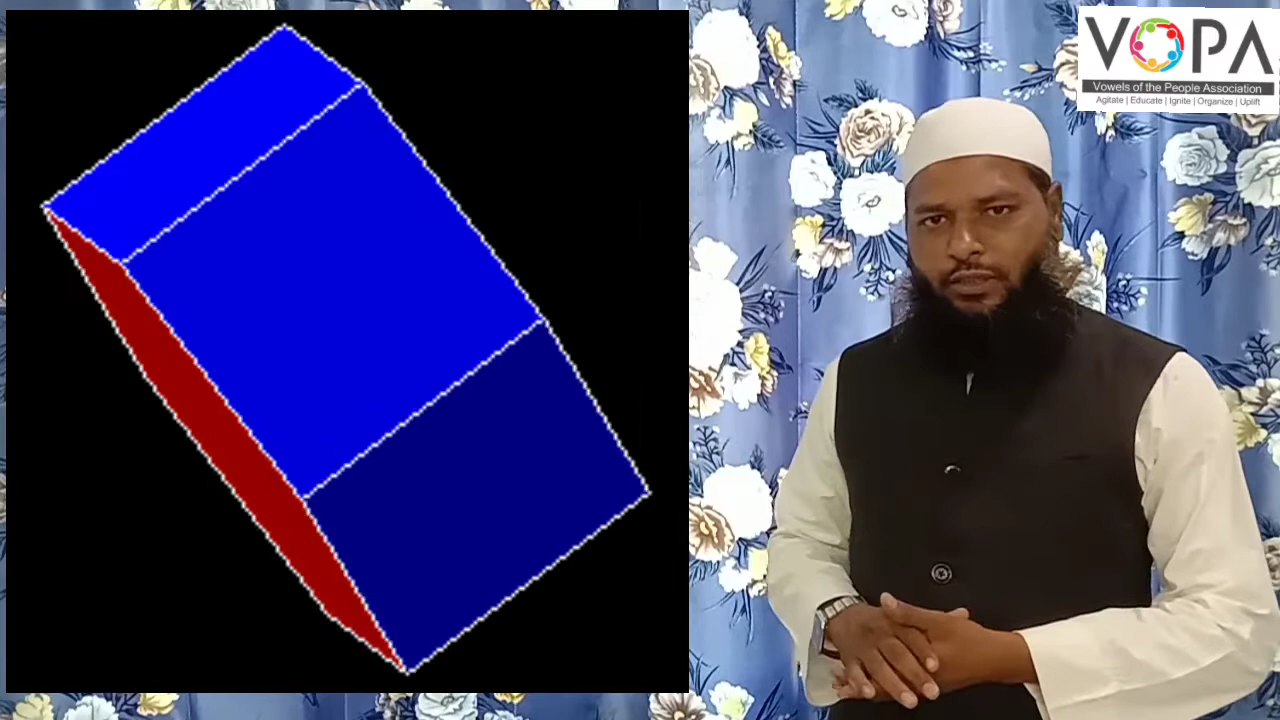 VOPA
Vowels of the People Association
Agitate | Educate | Ignite | Organize | Uplift